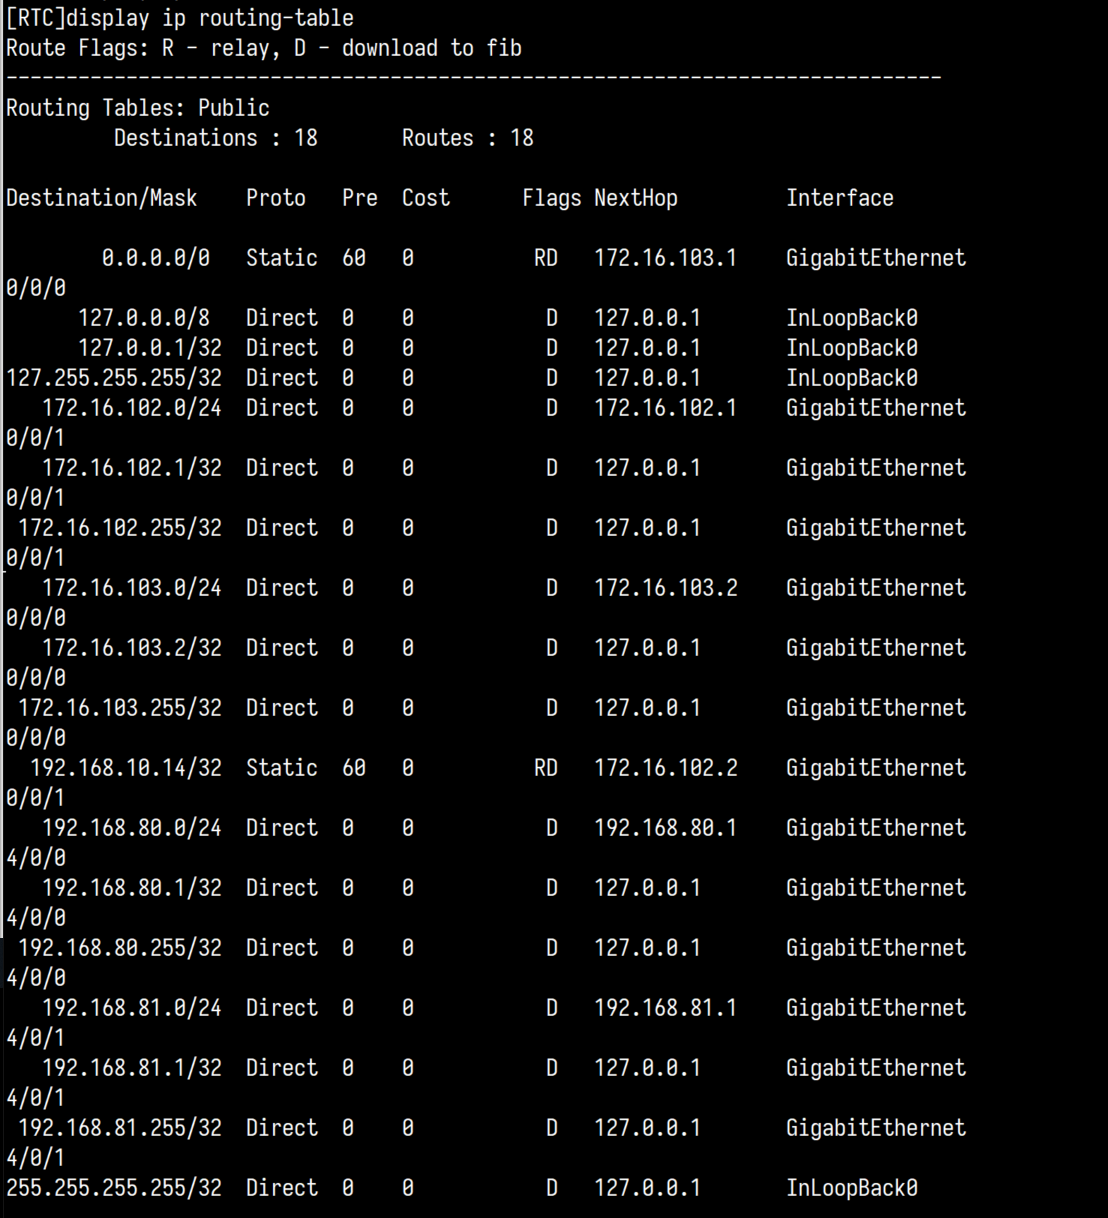 [RTC]display ip routing-table
Route Flags: R - relay, D - download to fib
------------------------------------------------------------------------------
Routing Tables: Public
         Destinations : 18       Routes : 18

Destination/Mask    Proto   Pre  Cost      Flags NextHop         Interface

        0.0.0.0/0   Static  60   0          RD   172.16.103.1    GigabitEthernet
0/0/0
      127.0.0.0/8   Direct  0    0           D   127.0.0.1       InLoopBack0
      127.0.0.1/32  Direct  0    0           D   127.0.0.1       InLoopBack0
127.255.255.255/32  Direct  0    0           D   127.0.0.1       InLoopBack0
   172.16.102.0/24  Direct  0    0           D   172.16.102.1    GigabitEthernet
0/0/1
   172.16.102.1/32  Direct  0    0           D   127.0.0.1       GigabitEthernet
0/0/1
 172.16.102.255/32  Direct  0    0           D   127.0.0.1       GigabitEthernet
0/0/1
   172.16.103.0/24  Direct  0    0           D   172.16.103.2    GigabitEthernet
0/0/0
   172.16.103.2/32  Direct  0    0           D   127.0.0.1       GigabitEthernet
0/0/0
 172.16.103.255/32  Direct  0    0           D   127.0.0.1       GigabitEthernet
0/0/0
  192.168.10.14/32  Static  60   0          RD   172.16.102.2    GigabitEthernet
0/0/1
   192.168.80.0/24  Direct  0    0           D   192.168.80.1    GigabitEthernet
4/0/0
   192.168.80.1/32  Direct  0    0           D   127.0.0.1       GigabitEthernet
4/0/0
 192.168.80.255/32  Direct  0    0           D   127.0.0.1       GigabitEthernet
4/0/0
   192.168.81.0/24  Direct  0    0           D   192.168.81.1    GigabitEthernet
4/0/1
   192.168.81.1/32  Direct  0    0           D   127.0.0.1       GigabitEthernet
4/0/1
 192.168.81.255/32  Direct  0    0           D   127.0.0.1       GigabitEthernet
4/0/1
255.255.255.255/32  Direct  0    0           D   127.0.0.1       InLoopBack0